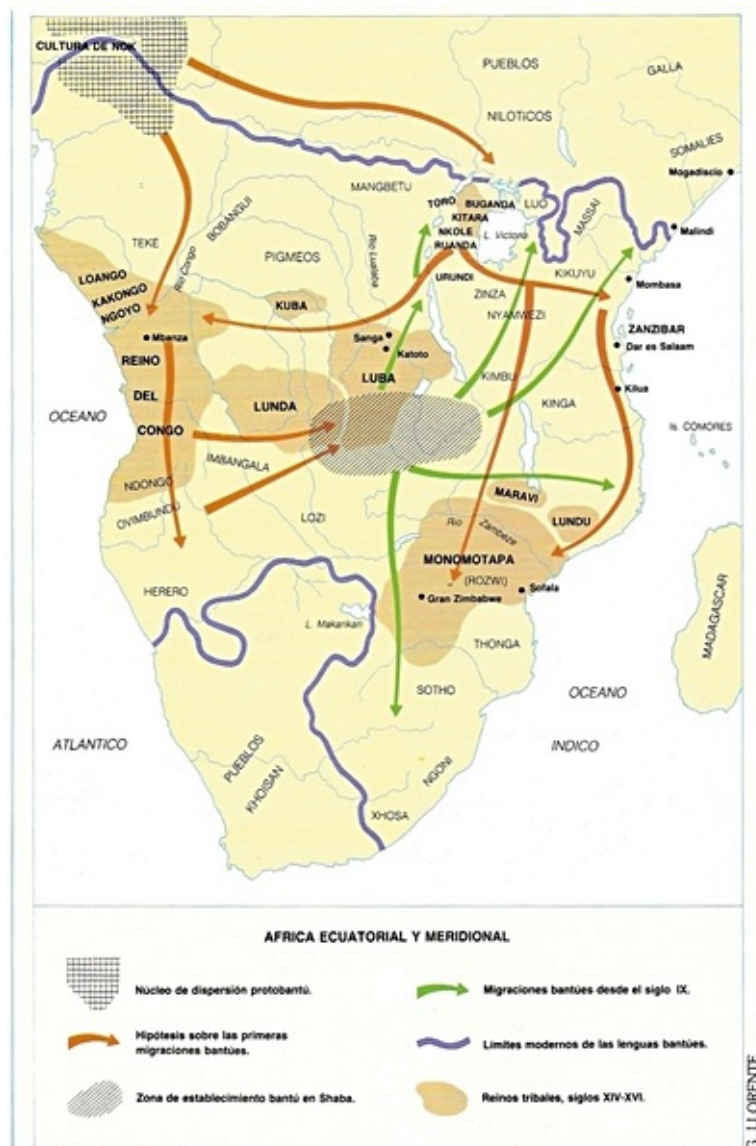 CULTURA DE NOK
PUEBLOS
NILOTICOS
GALLA
SOMALIES
Mogadiscio
MANGBETU
TORO
BUGANDA
LUO
KITARA
NKOLE
RUANDA
L. Victoria
MASSAI
Malindi
TEKE
BOBANGUI
Río Congo
PIGMEOS
Río Lualaba
URUNDI
KIKUYU
Mombasa
LOANGO
KAKONGO
NGOYO
KUBA
ZINZA
NYAMWEZI
ZANZIBAR
Dar es Salaam
Mbanza
Sanga
Katoto
REINO
DEL
CONGO
LUBA
KIMBU
Kilua
OCEANO
LUNDA
KINGA
Is. COMORES
IMBANGALA
NDONGO
OVIMBUNDU
LOZI
MARAVI
LUNDU
Río Zambeze
MONOMOTAPA
(ROZWI)
HERERO
Gran Zimbabwe
Sofala
L. Makarikari
THONGA
MADAGASCAR
SOTHO
OCEANO
ATLANTICO
INDICO
PUEBLOS
KHOISAN
NGONI
XHOSA
AFRICA ECUATORIAL Y MERIDIONAL
Núcleo de dispersión protobantú.
Migraciones bantúes desde el siglo IX.
Hipótesis sobre las primeras
migraciones bantúes.
Límites modernos de las lenguas bantúes.
Zona de establecimiento bantú en Shaba.
Reinos tribales, siglos XIV-XVI.
G. LLORENTE